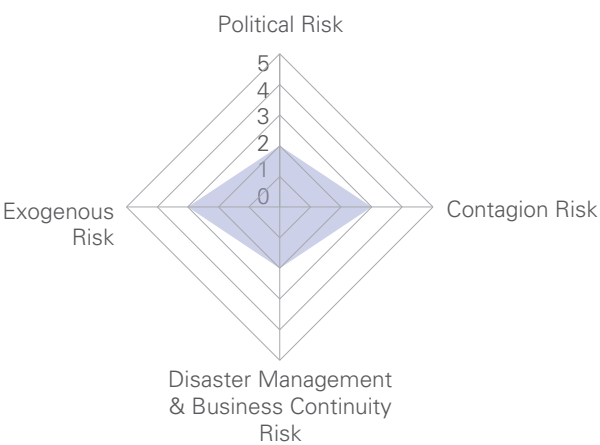 Political Risk
5
4
3
2
1
0
Exogenous
Risk
Contagion Risk
Disaster Management
& Business Continuity
Risk